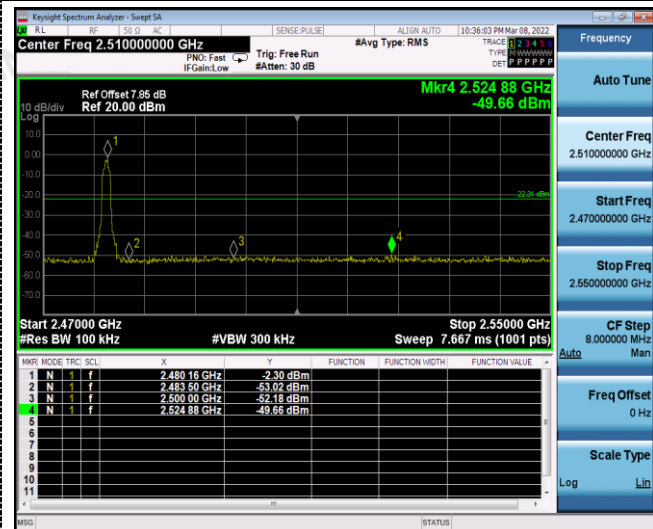 Keysight Spectrum Analyzer - Swept SA
RL RF 50 Ω AC SENSE:PULSE ALIGN AUTO 10:36:03 PM Mar 08, 2022
Center Freq 2.510000000 GHz
PNO: Fast
IFGain:Low
Trig: Free Run
#Atten: 30 dB
#Avg Type: RMS
TRACE 1 2 3 4 5 6
TYPE M WWWWW
DET P P P P P P
Frequency
Mkr4 2.524 88 GHz
-49.66 dBm
Ref Offset 7.85 dB
10 dB/div Ref 20.00 dBm
Log
10.0
0.00
-10.0
-20.0
-30.0
-40.0
-50.0
-60.0
-70.0
1
2
3
4
-22.31 dBm
Start 2.47000 GHz Stop 2.55000 GHz
#Res BW 100 kHz #VBW 300 kHz Sweep 7.667 ms (1001 pts)
MKR MODE TRC SCL X Y FUNCTION FUNCTION WIDTH FUNCTION VALUE
1 N 1 f 2.480 16 GHz -2.30 dBm
2 N 1 f 2.483 50 GHz -53.02 dBm
3 N 1 f 2.500 00 GHz -52.18 dBm
4 N 1 f 2.524 88 GHz -49.66 dBm
5
6
7
8
9
10
11
MSG STATUS
Auto Tune
Center Freq
2.510000000 GHz
Start Freq
2.470000000 GHz
Stop Freq
2.550000000 GHz
CF Step
8.000000 MHz
Auto Man
Freq Offset
0 Hz
Scale Type
Log Lin